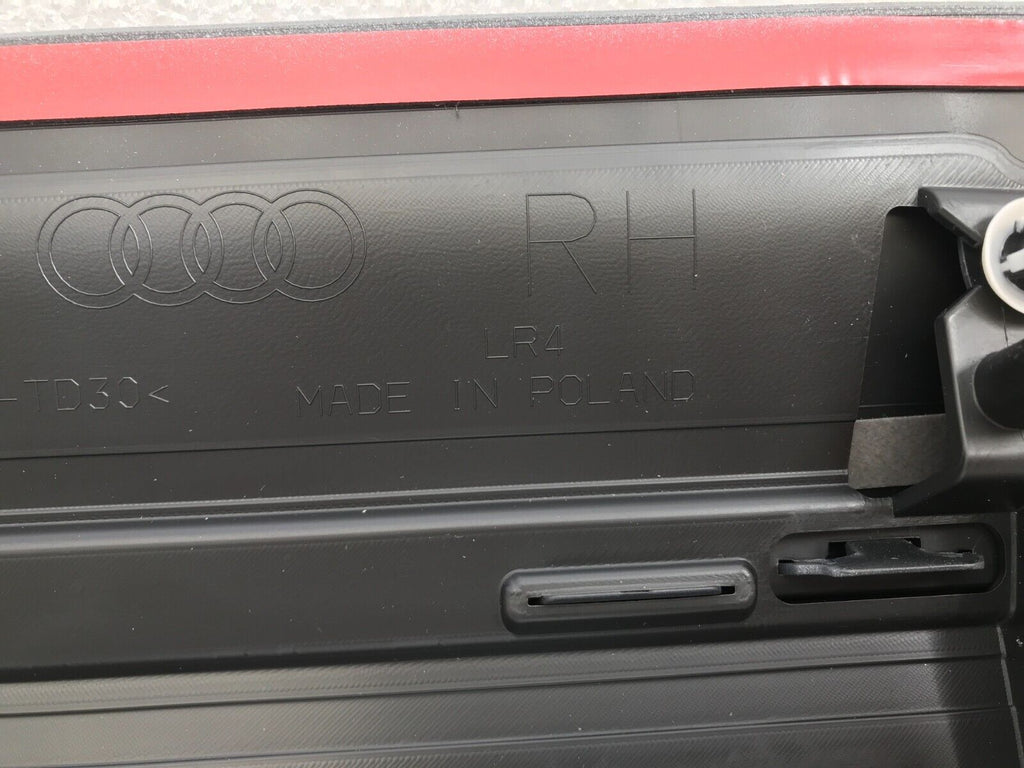 RH
LR4
-TD30<
MADE IN POLAND